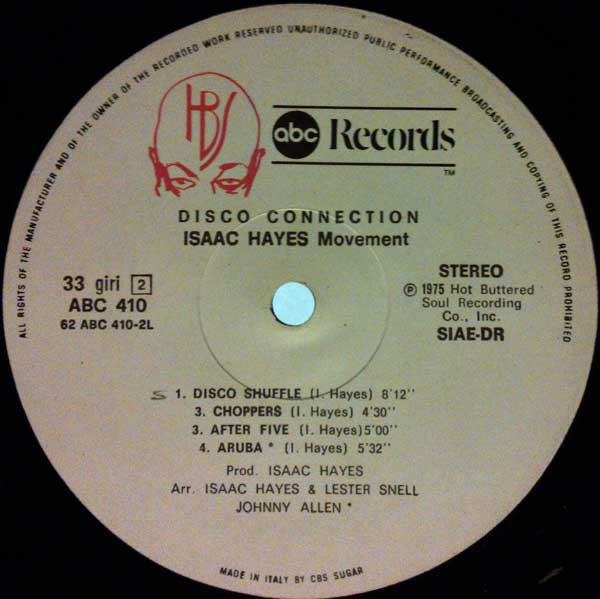 ALL RIGHTS OF THE MANUFACTURER AND OF THE OWNER OF THE RECORDED WORK RESERVED UNAUTHORIZED PUBLIC PERFORMANCE BROADCASTING AND COPYING OF THIS RECORD PROHIBITED
HBS
abc Records
TM
DISCO CONNECTION
ISAAC HAYES Movement
33 giri 2
ABC 410
62 ABC 410-2L
STEREO
℗ 1975 Hot Buttered
Soul Recording
Co., Inc.
SIAE-DR
S 1. DISCO SHUFFLE (I. Hayes) 8'12''
3. CHOPPERS (I. Hayes) 4'30''
3. AFTER FIVE (I. Hayes) 5'00''
4. ARUBA * (I. Hayes) 5'32''
Prod. ISAAC HAYES
Arr. ISAAC HAYES & LESTER SNELL
JOHNNY ALLEN *
MADE IN ITALY BY CBS SUGAR